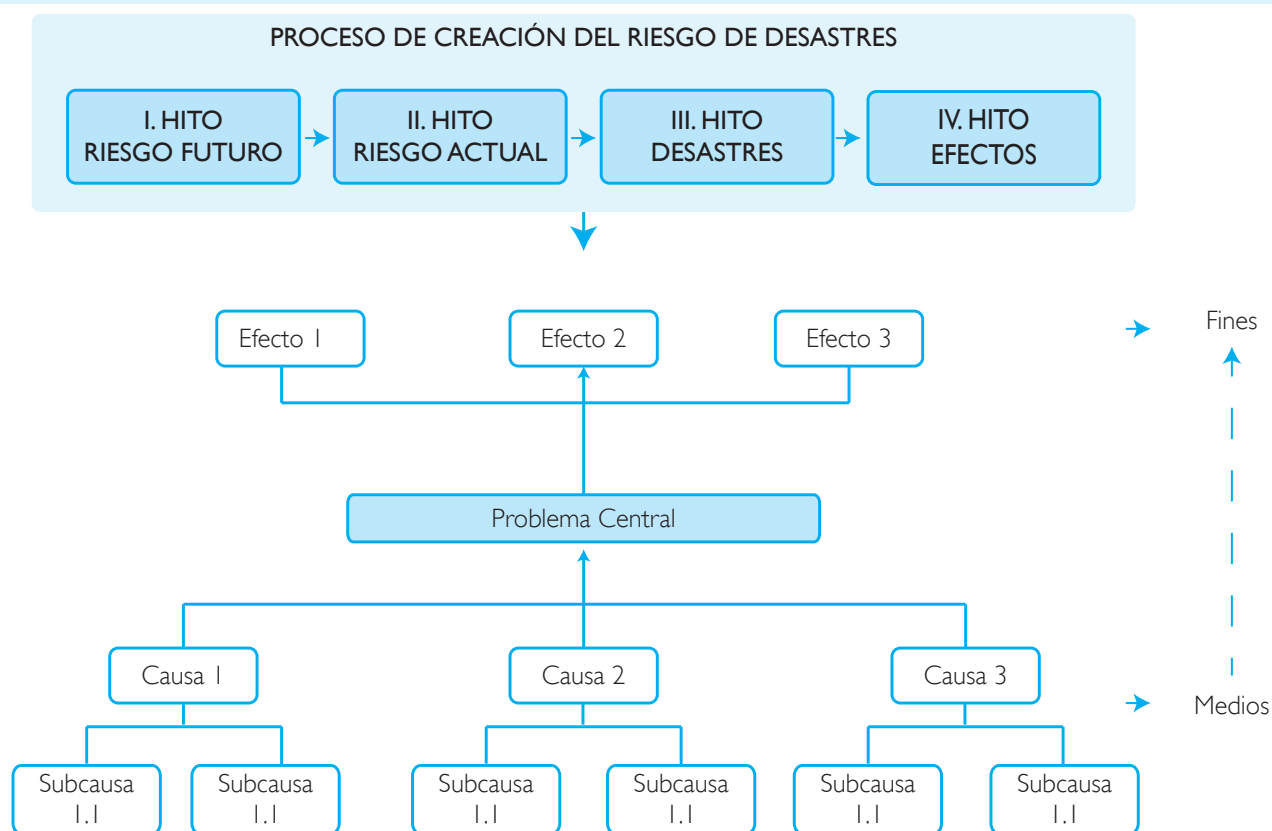 PROCESO DE CREACIÓN DEL RIESGO DE DESASTRES
I. HITO
RIESGO FUTURO
II. HITO
RIESGO ACTUAL
III. HITO
DESASTRES
IV. HITO
EFECTOS
Efecto 1
Efecto 2
Efecto 3
Fines
Problema Central
Causa 1
Causa 2
Causa 3
Medios
Subcausa
1.1
Subcausa
1.1
Subcausa
1.1
Subcausa
1.1
Subcausa
1.1
Subcausa
1.1